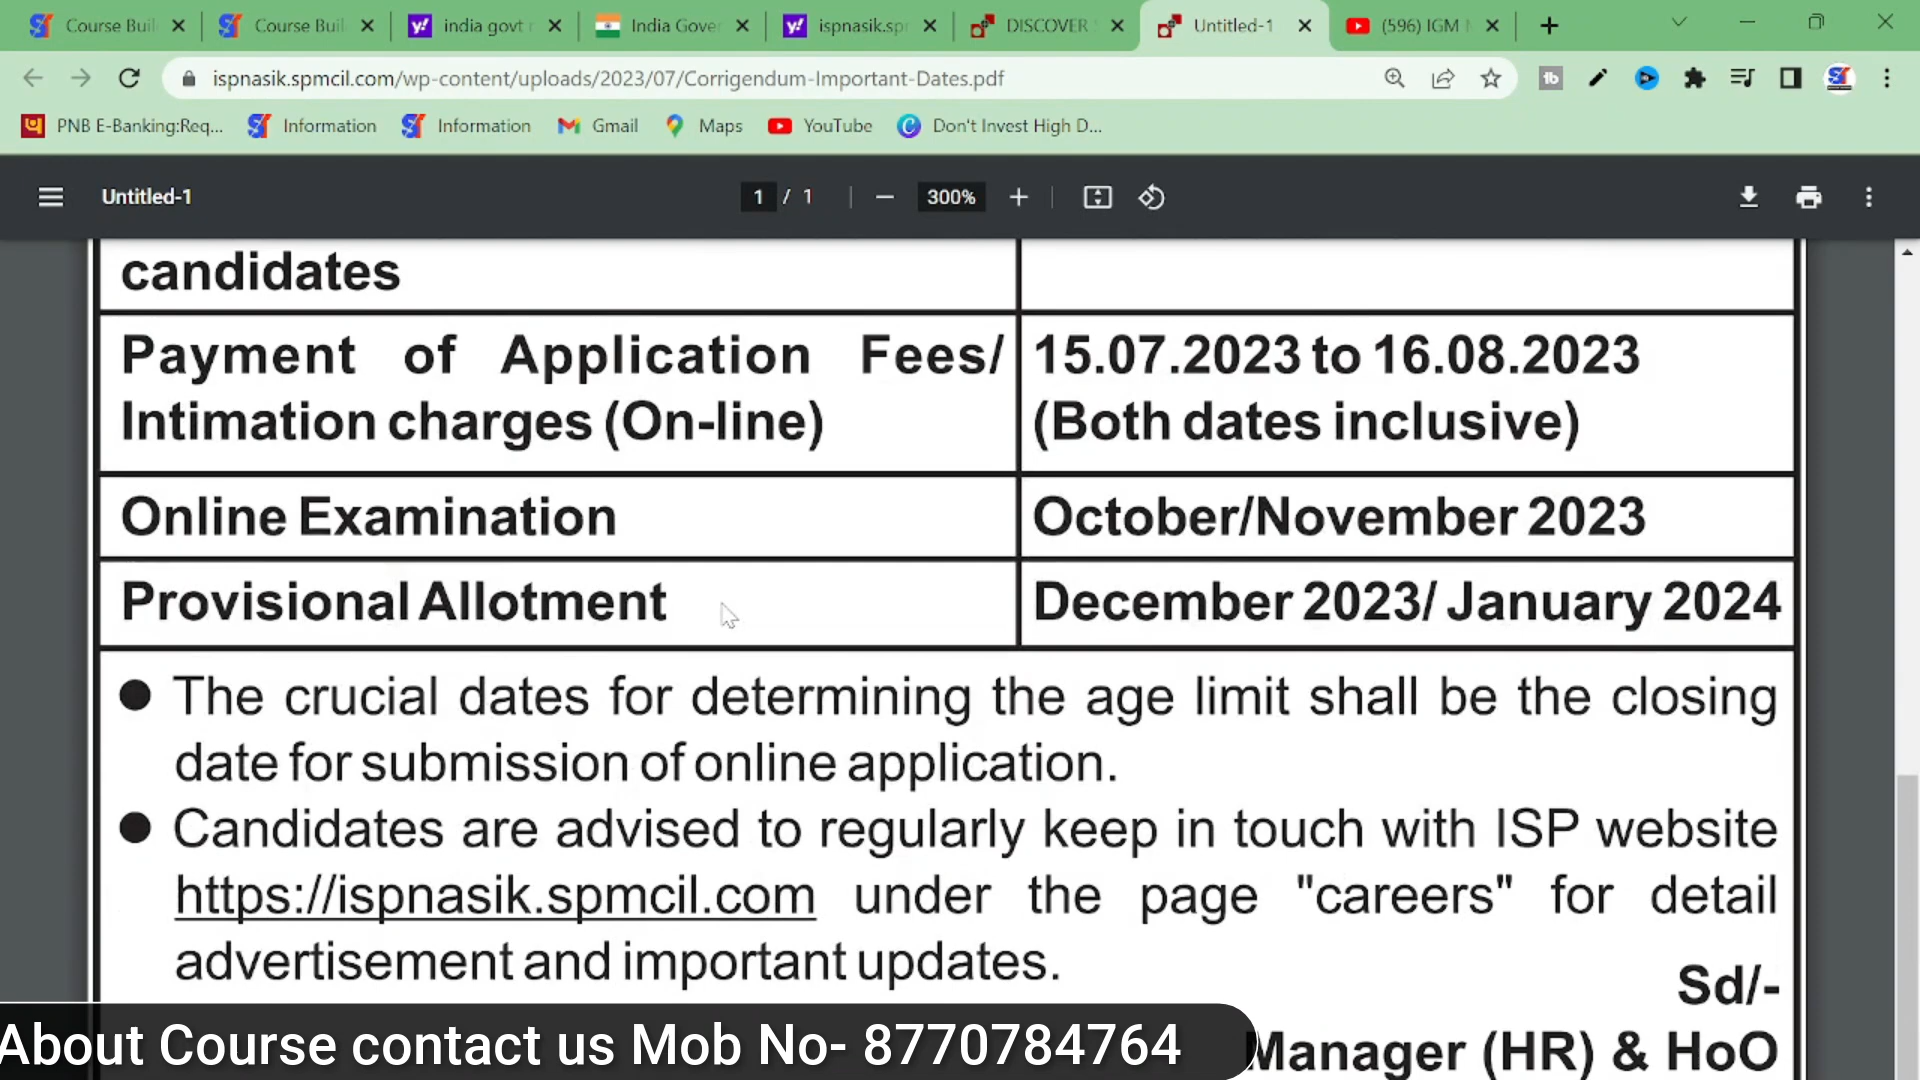 Course Buil
Course Buil
india govt
India Gover
ispnasik.sp
DISCOVER
Untitled-1
(596) IGM
ispnasik.spmcil.com/wp-content/uploads/2023/07/Corrigendum-Important-Dates.pdf
PNB E-Banking:Req...
Information
Information
Gmail
Maps
YouTube
Don't Invest High D...
Untitled-1
1 / 1
300%
candidates
Payment of Application Fees/
Intimation charges (On-line)
15.07.2023 to 16.08.2023
(Both dates inclusive)
Online Examination
October/November 2023
Provisional Allotment
December 2023/ January 2024
● The crucial dates for determining the age limit shall be the closing
date for submission of online application.
● Candidates are advised to regularly keep in touch with ISP website
https://ispnasik.spmcil.com under the page "careers" for detail
advertisement and important updates.
Sd/-
Manager (HR) & HoO
About Course contact us Mob No- 8770784764